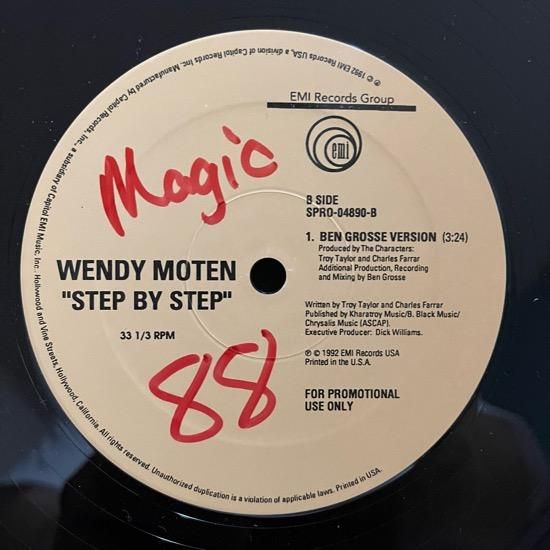 EMI Records Group
emi
Magic
B SIDE
SPRO-04890-B
1. BEN GROSSE VERSION (3:24)
Produced by The Characters:
Troy Taylor and Charles Farrar
Additional Production, Recording
and Mixing by Ben Grosse
WENDY MOTEN
"STEP BY STEP"
33 1/3 RPM
Written by Troy Taylor and Charles Farrar
Published by Kharatroy Music/B. Black Music/
Chrysalis Music (ASCAP).
Executive Producer: Dick Williams.
℗ © 1992 EMI Records USA
Printed in the U.S.A.
88
FOR PROMOTIONAL
USE ONLY
℗ © 1992 EMI Records USA, a division of Capitol Records, Inc. Manufactured by Capitol Records, Inc., a subsidiary of Capitol EMI Music, Inc. Hollywood and Vine Streets, Hollywood, California. All rights reserved. Unauthorized duplication is a violation of applicable laws. Printed in USA.